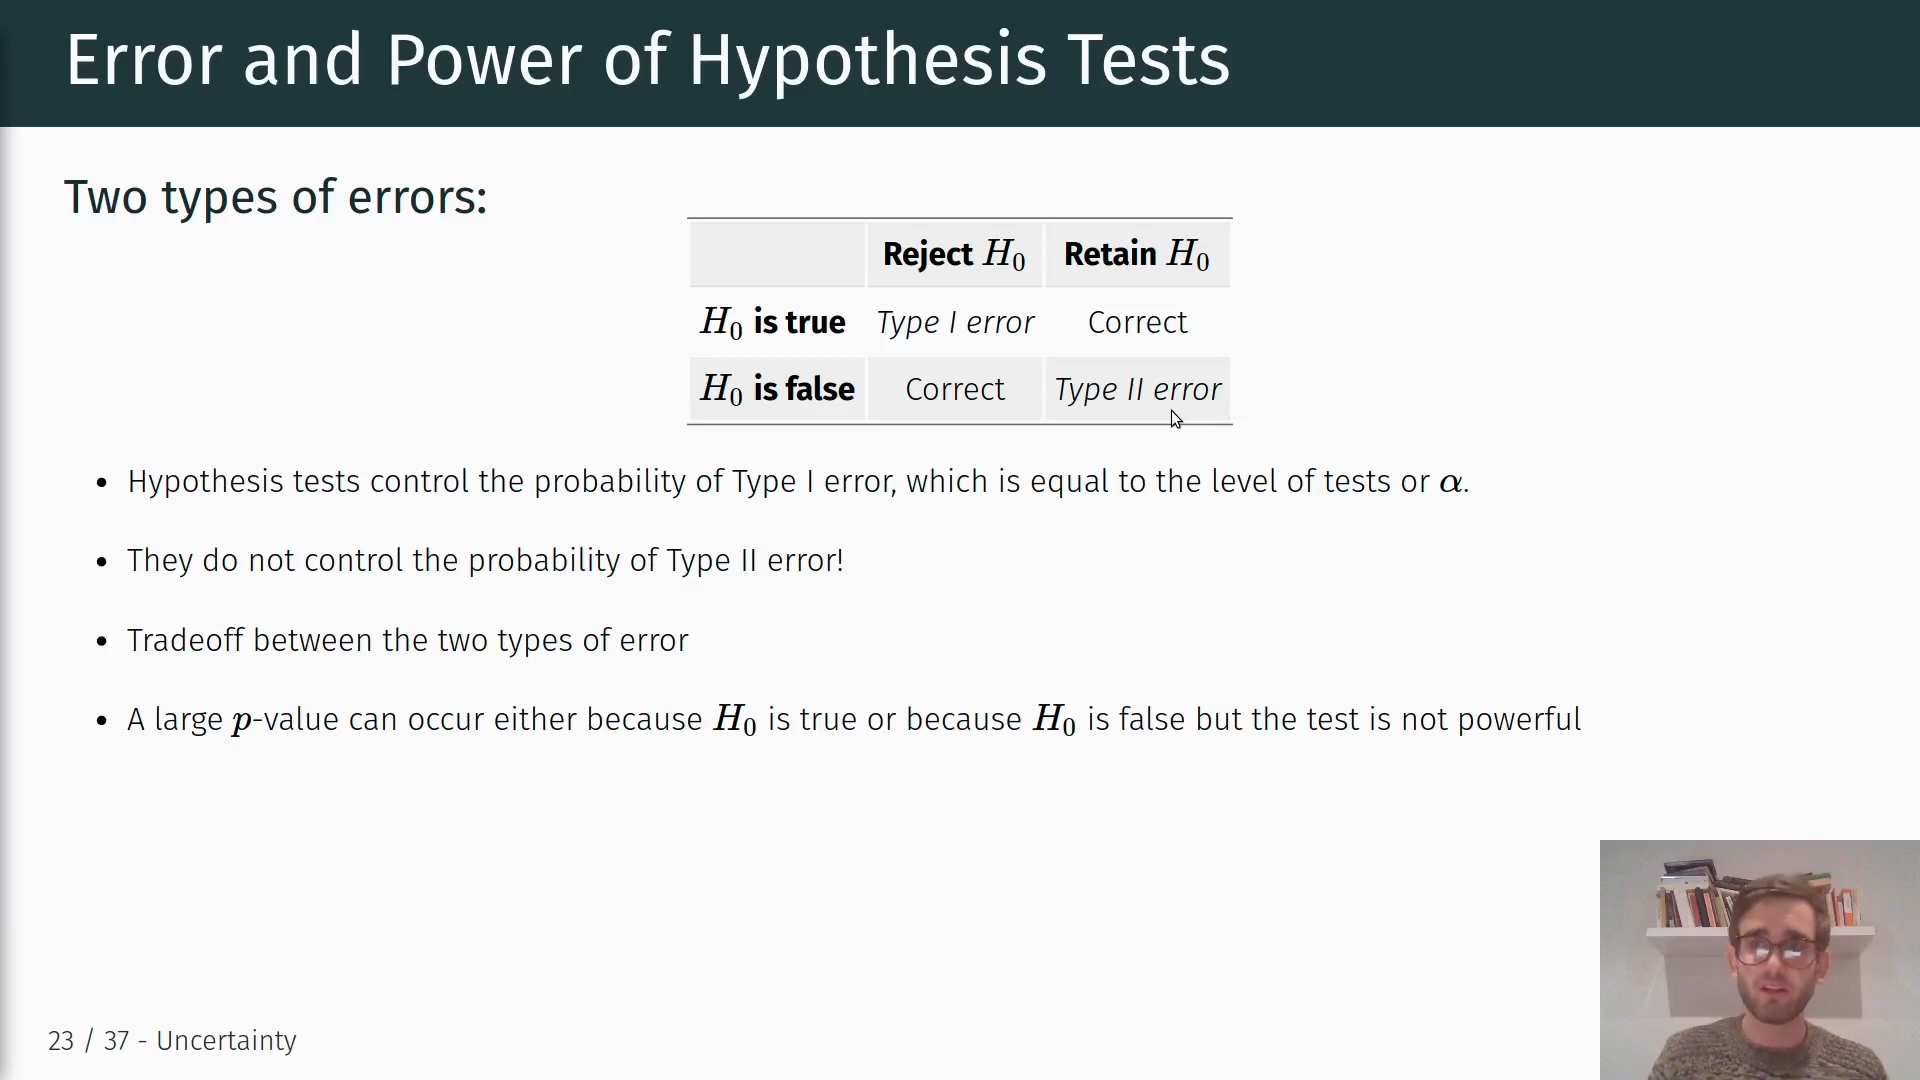 Error and Power of Hypothesis Tests
Two types of errors:
Reject H₀ Retain H₀
H₀ is true Type I error Correct
H₀ is false Correct Type II error
• Hypothesis tests control the probability of Type I error, which is equal to the level of tests or α.
• They do not control the probability of Type II error!
• Tradeoff between the two types of error
• A large p-value can occur either because H₀ is true or because H₀ is false but the test is not powerful
23 / 37 - Uncertainty